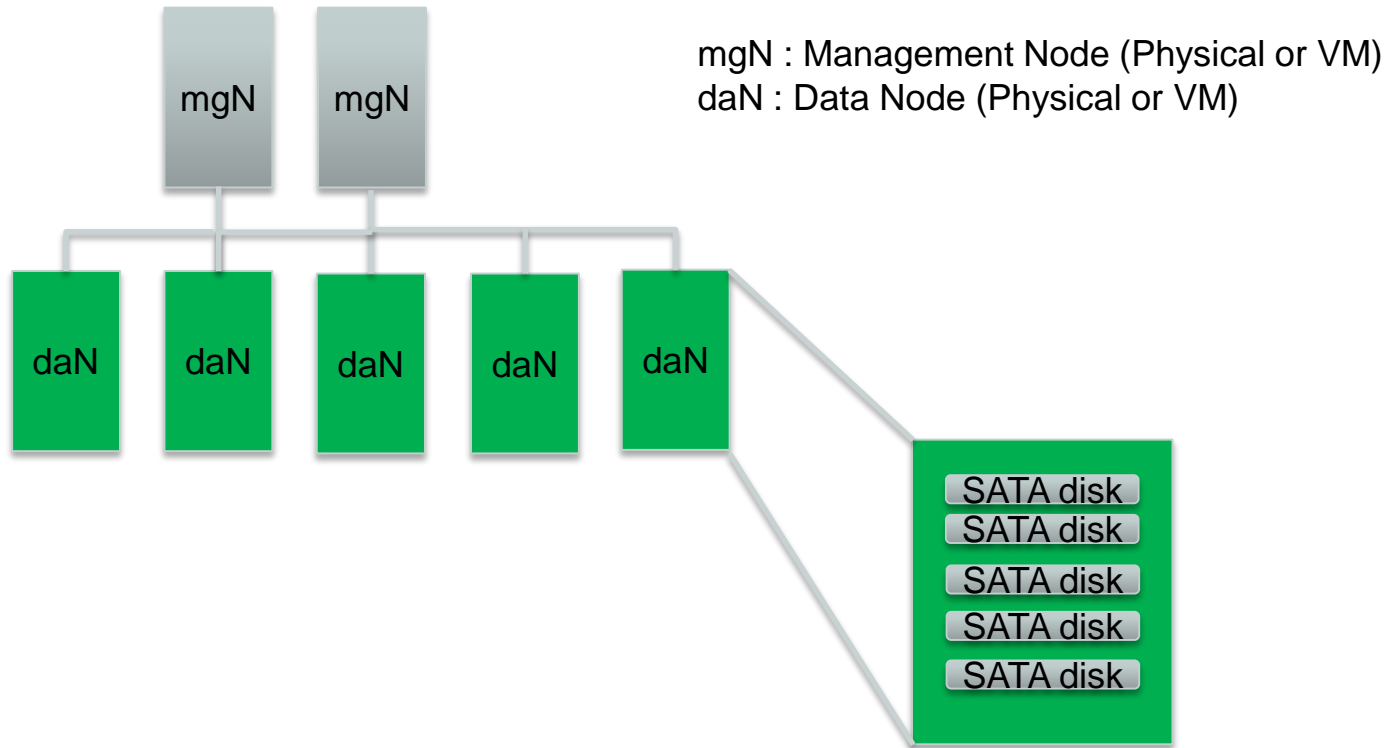 mgN
mgN
mgN : Management Node (Physical or VM)
daN : Data Node (Physical or VM)
daN
daN
daN
daN
daN
SATA disk
SATA disk
SATA disk
SATA disk
SATA disk